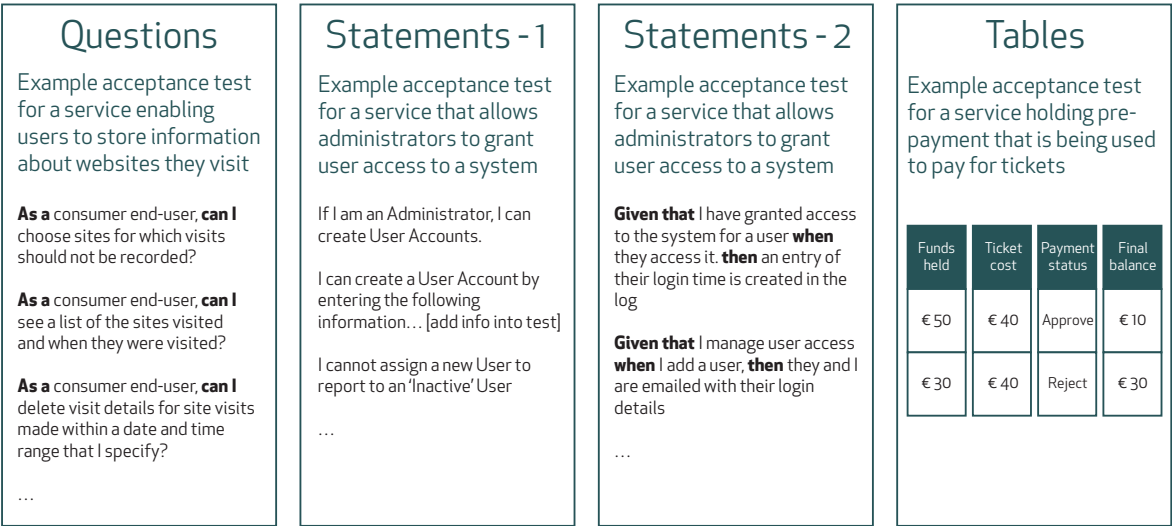 Questions
Example acceptance test
for a service enabling
users to store information
about websites they visit
As a consumer end-user, can I
choose sites for which visits
should not be recorded?
As a consumer end-user, can I
see a list of the sites visited
and when they were visited?
As a consumer end-user, can I
delete visit details for site visits
made within a date and time
range that I specify?
…
Statements - 1
Example acceptance test
for a service that allows
administrators to grant
user access to a system
If I am an Administrator, I can
create User Accounts.
I can create a User Account by
entering the following
information… [add info into test]
I cannot assign a new User to
report to an ‘Inactive’ User
…
Statements - 2
Example acceptance test
for a service that allows
administrators to grant
user access to a system
Given that I have granted access
to the system for a user when
they access it. then an entry of
their login time is created in the
log
Given that I manage user access
when I add a user, then they and I
are emailed with their login
details
…
Tables
Example acceptance test
for a service holding pre-
payment that is being used
to pay for tickets
Funds held Ticket cost Payment status Final balance
€ 50 € 40 Approve € 10
€ 30 € 40 Reject € 30